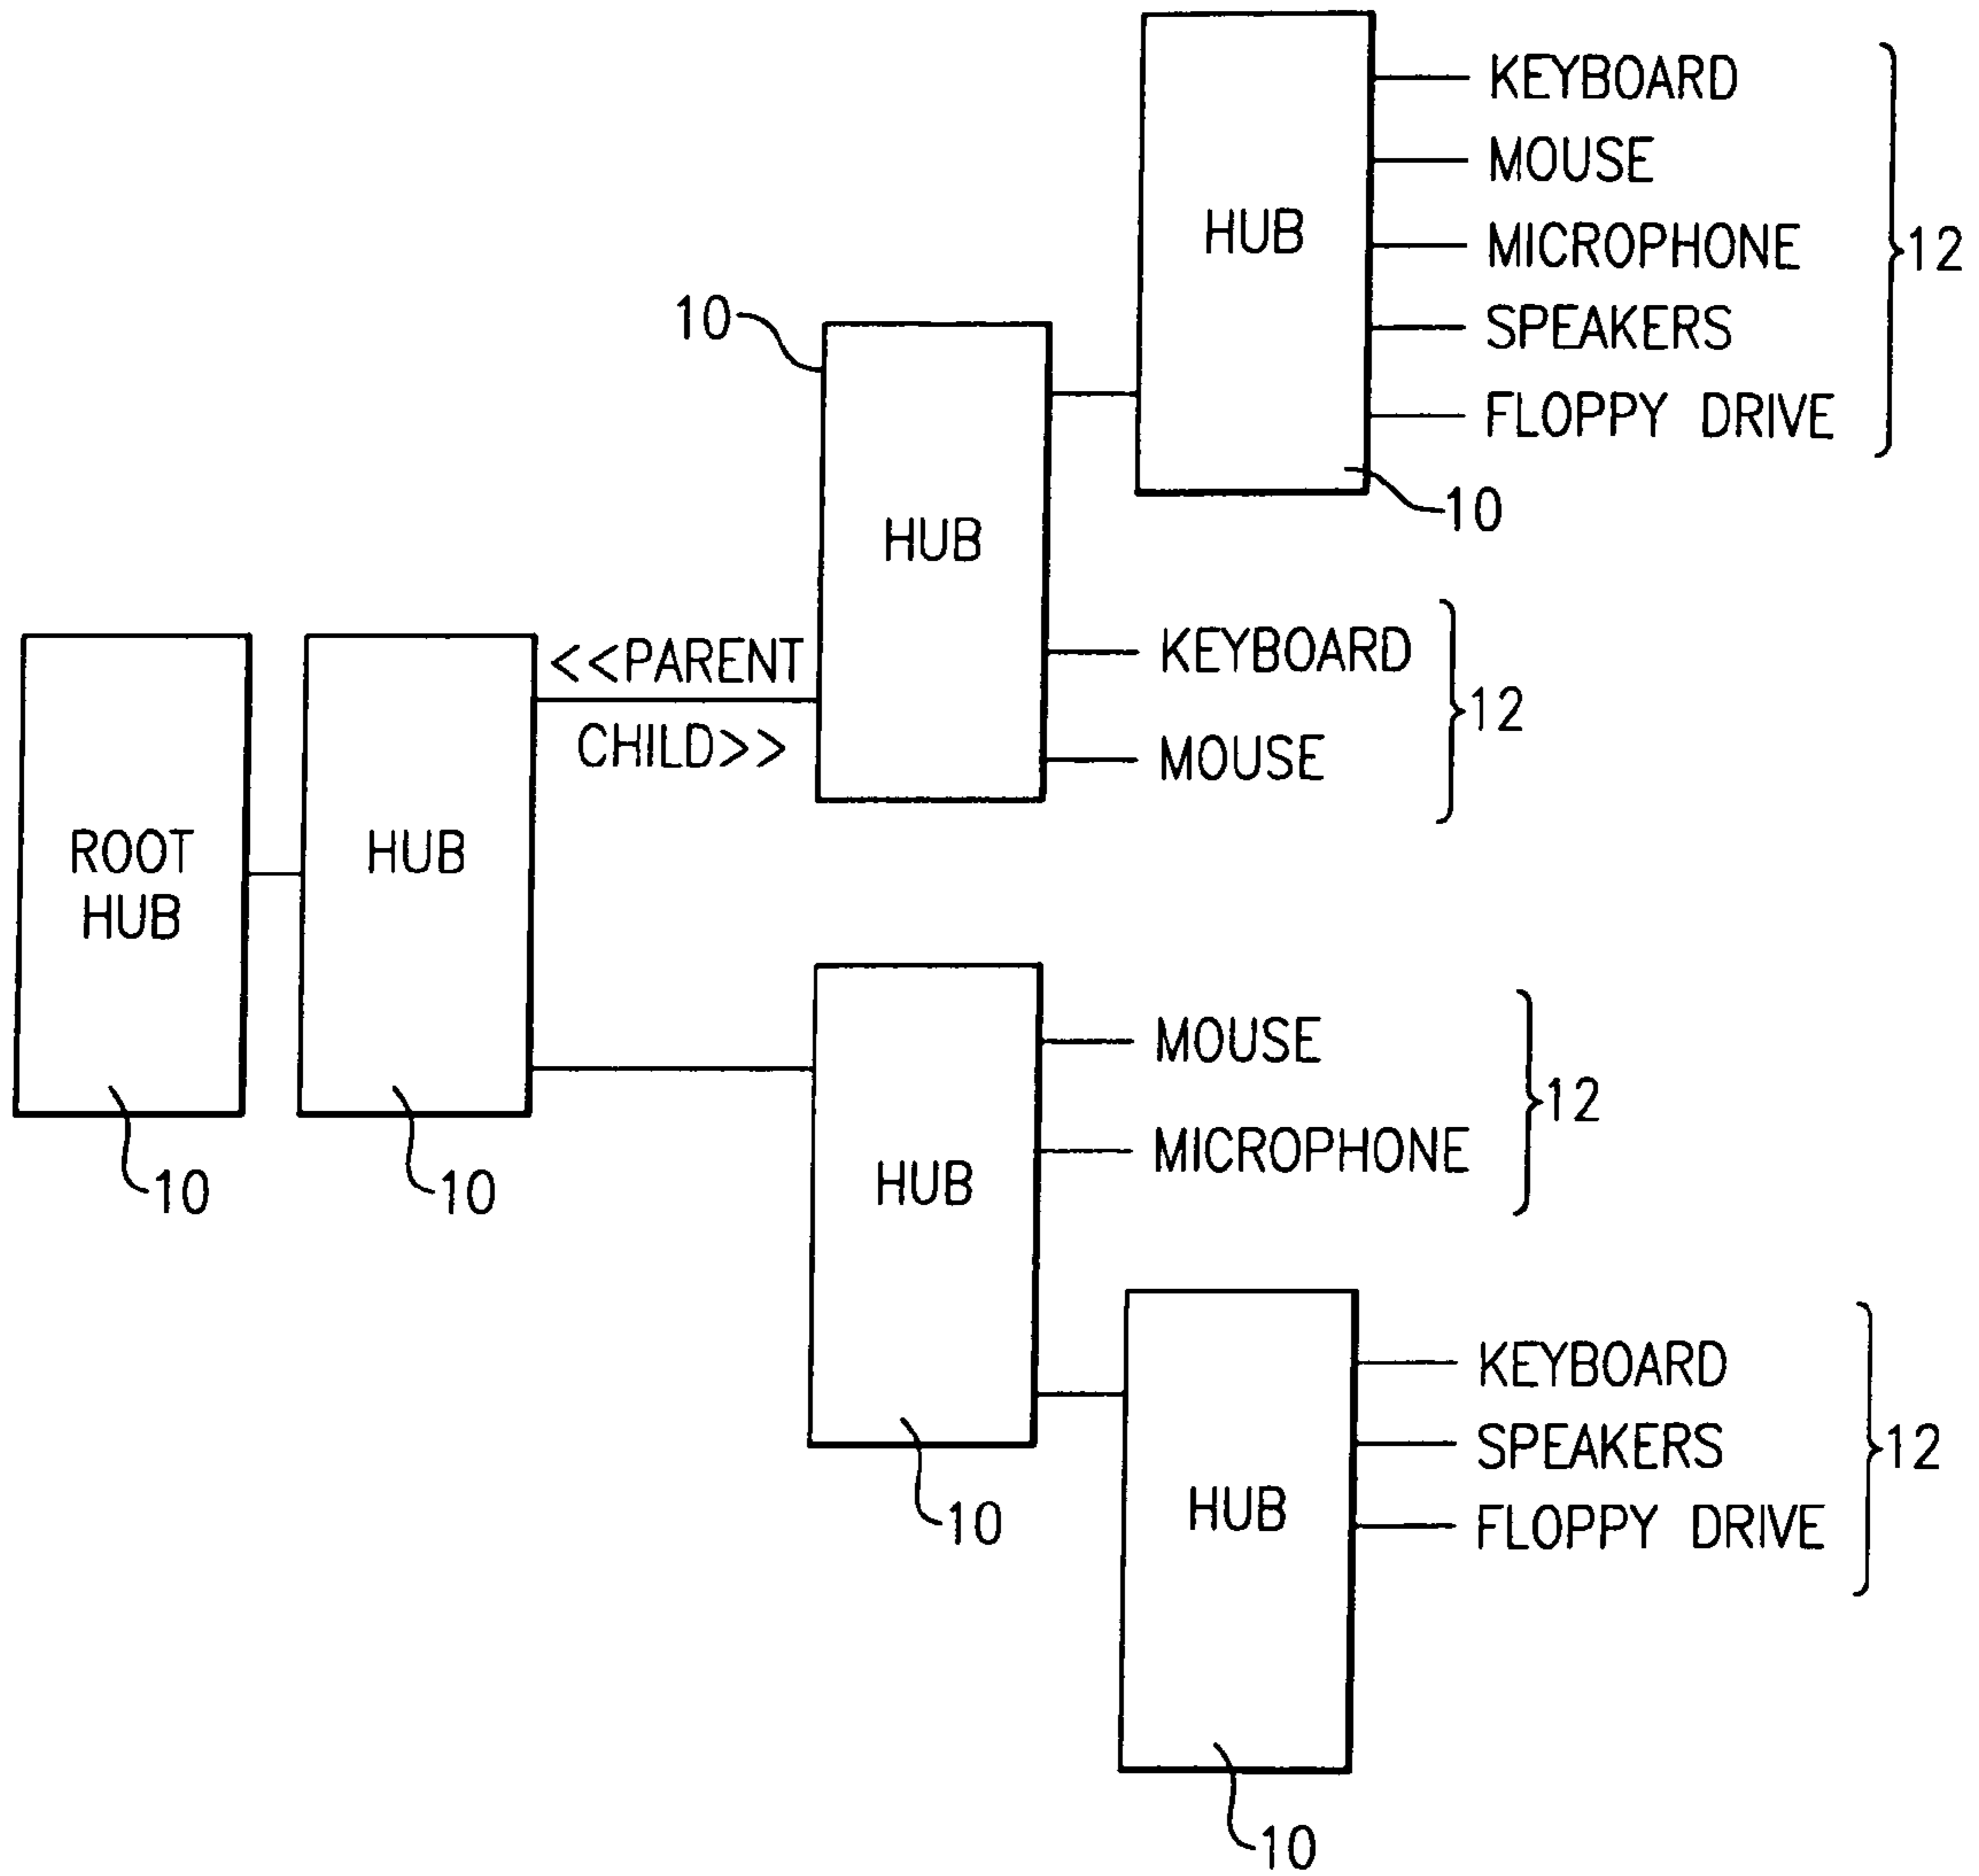 KEYBOARD
MOUSE
HUB
MICROPHONE
12
SPEAKERS
FLOPPY DRIVE
10
10
HUB
<<PARENT
CHILD>>
KEYBOARD
12
MOUSE
ROOT
HUB
HUB
10
10
MOUSE
12
MICROPHONE
HUB
10
KEYBOARD
SPEAKERS
12
FLOPPY DRIVE
HUB
10